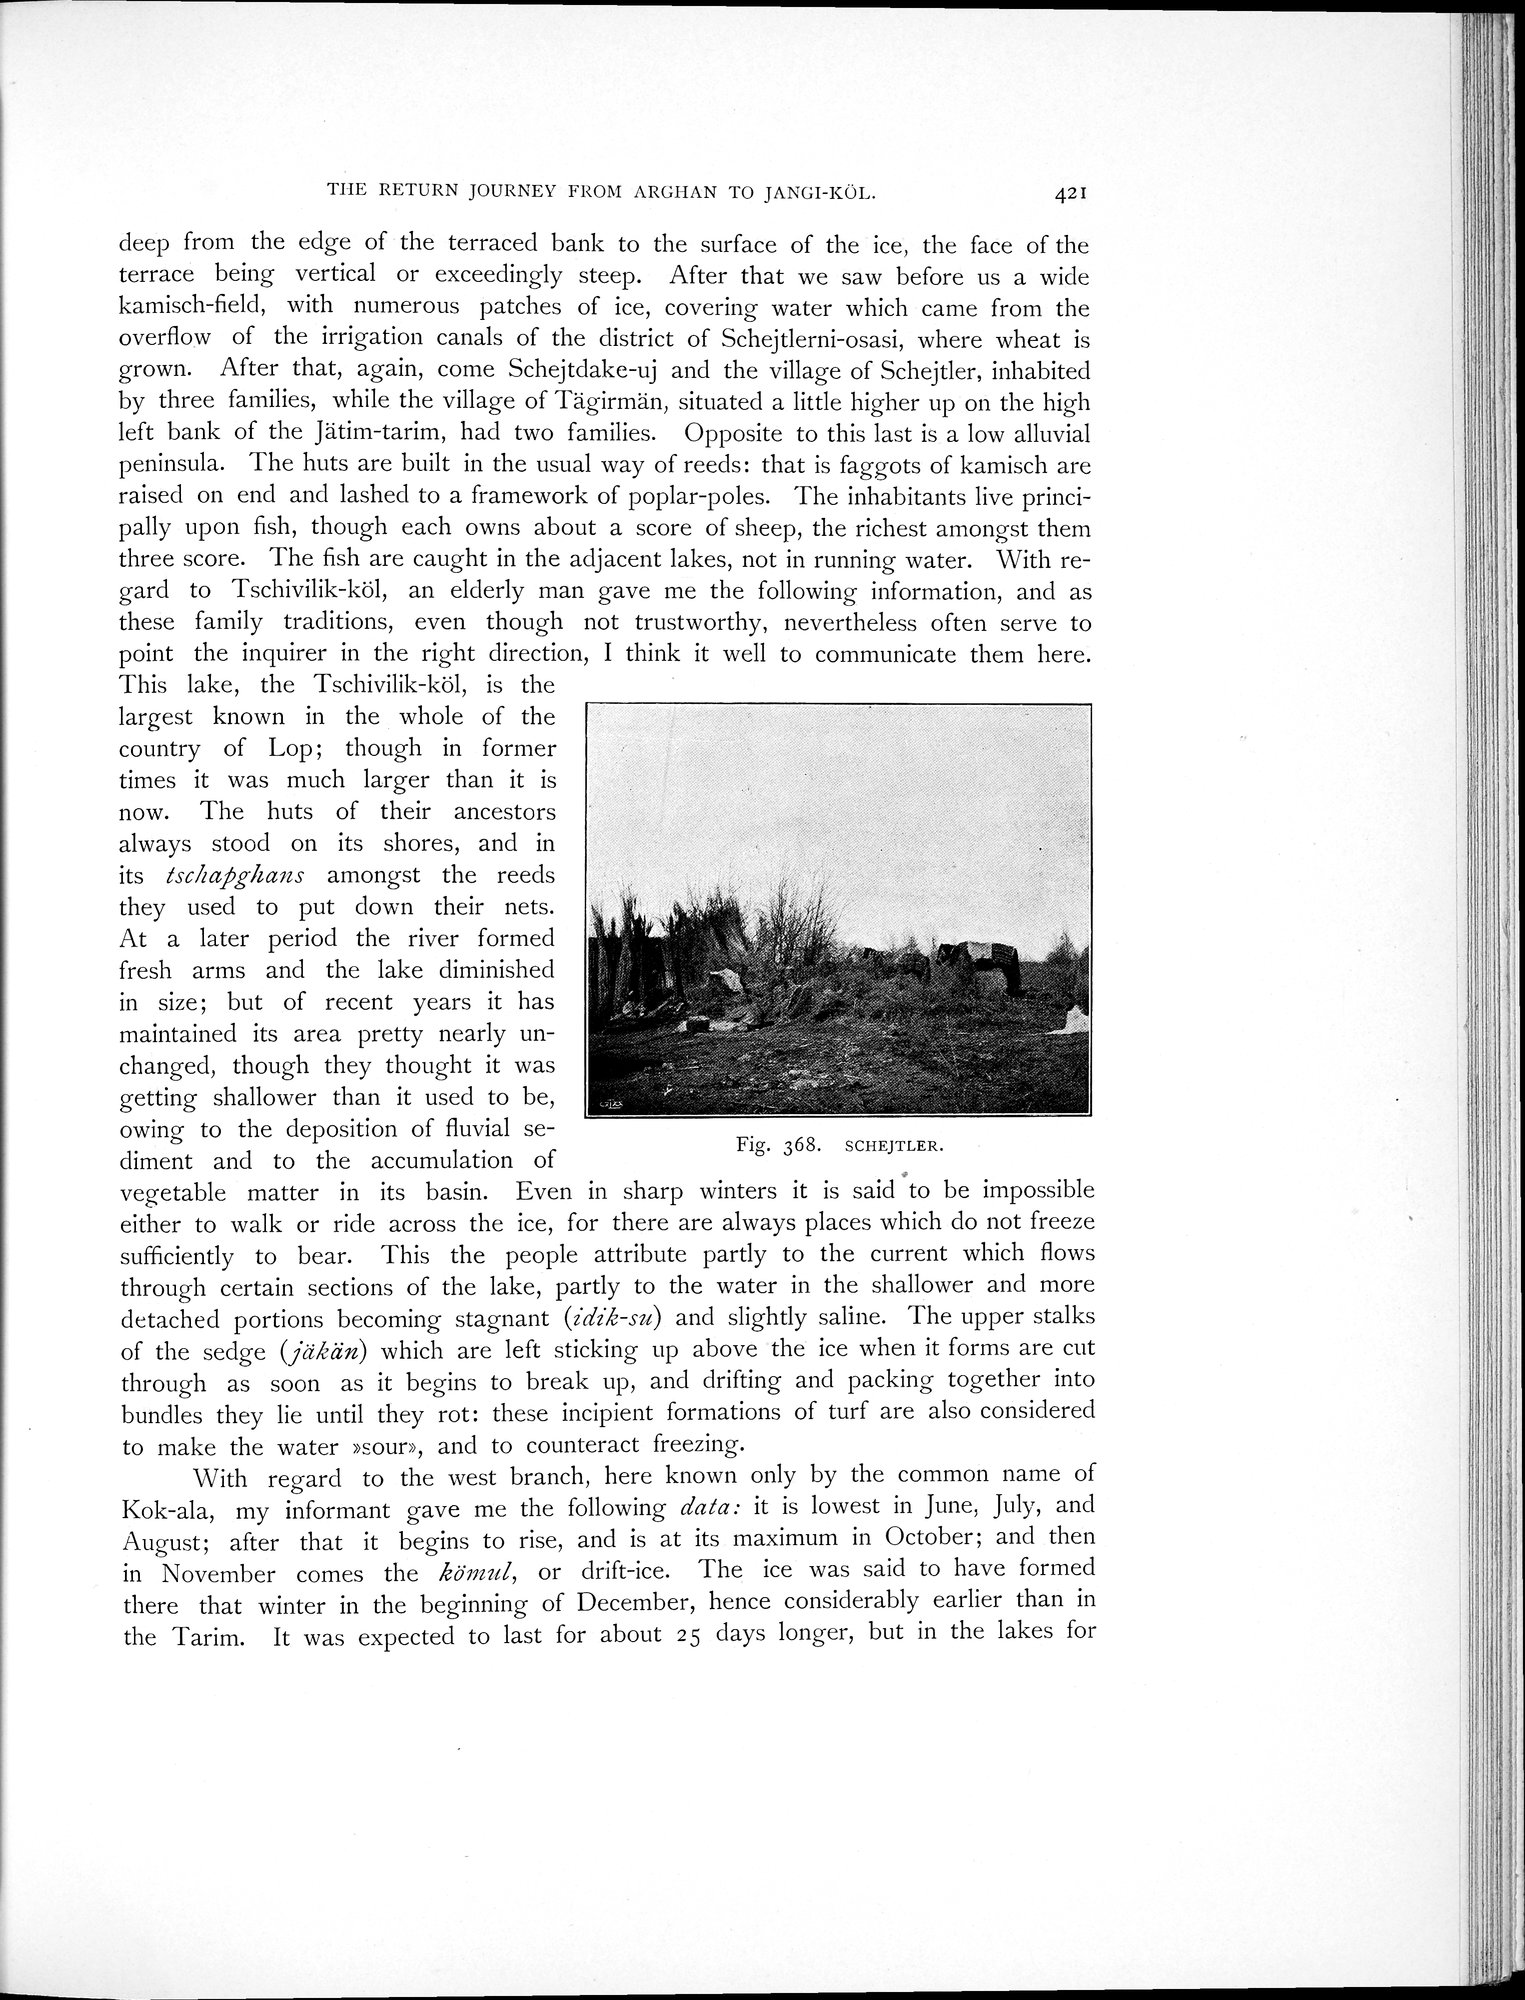 THE RETURN JOURNEY FROM ARGHAN TO JANGI-KÖL. 421
deep from the edge of the terraced bank to the surface of the ice, the face of the
terrace being vertical or exceedingly steep. After that we saw before us a wide
kamisch-field, with numerous patches of ice, covering water which came from the
overflow of the irrigation canals of the district of Schejtlerni-osasi, where wheat is
grown. After that, again, come Schejtdake-uj and the village of Schejtler, inhabited
by three families, while the village of Tägirmän, situated a little higher up on the high
left bank of the Jätim-tarim, had two families. Opposite to this last is a low alluvial
peninsula. The huts are built in the usual way of reeds: that is faggots of kamisch are
raised on end and lashed to a framework of poplar-poles. The inhabitants live princi-
pally upon fish, though each owns about a score of sheep, the richest amongst them
three score. The fish are caught in the adjacent lakes, not in running water. With re-
gard to Tschivilik-köl, an elderly man gave me the following information, and as
these family traditions, even though not trustworthy, nevertheless often serve to
point the inquirer in the right direction, I think it well to communicate them here.
This lake, the Tschivilik-köl, is the
largest known in the whole of the
country of Lop; though in former
times it was much larger than it is
now. The huts of their ancestors
always stood on its shores, and in
its tschapghans amongst the reeds
they used to put down their nets.
At a later period the river formed
fresh arms and the lake diminished
in size; but of recent years it has
maintained its area pretty nearly un-
changed, though they thought it was
getting shallower than it used to be,
owing to the deposition of fluvial se-
diment and to the accumulation of
Fig. 368. SCHEJTLER.
vegetable matter in its basin. Even in sharp winters it is said to be impossible
either to walk or ride across the ice, for there are always places which do not freeze
sufficiently to bear. This the people attribute partly to the current which flows
through certain sections of the lake, partly to the water in the shallower and more
detached portions becoming stagnant (idik-su) and slightly saline. The upper stalks
of the sedge (jäkän) which are left sticking up above the ice when it forms are cut
through as soon as it begins to break up, and drifting and packing together into
bundles they lie until they rot: these incipient formations of turf are also considered
to make the water »sour», and to counteract freezing.
With regard to the west branch, here known only by the common name of
Kok-ala, my informant gave me the following data: it is lowest in June, July, and
August; after that it begins to rise, and is at its maximum in October; and then
in November comes the kömul, or drift-ice. The ice was said to have formed
there that winter in the beginning of December, hence considerably earlier than in
the Tarim. It was expected to last for about 25 days longer, but in the lakes for